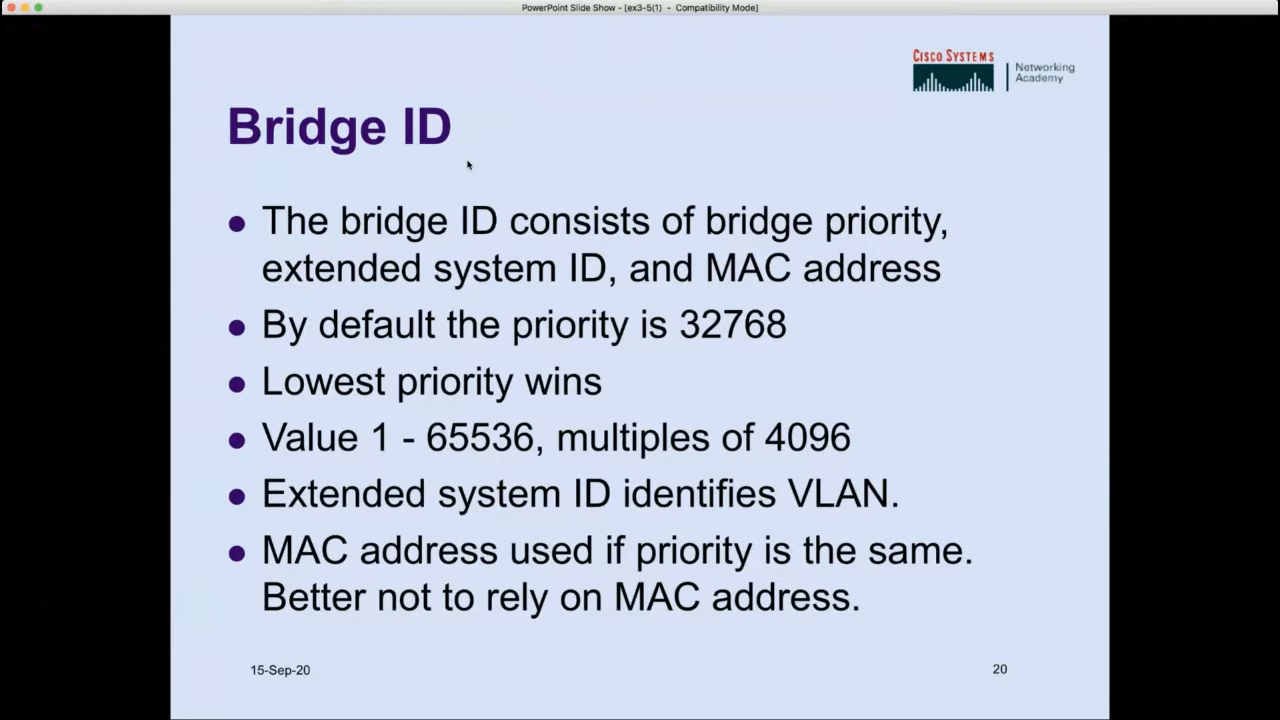 PowerPoint Slide Show - [ex3-5(1) - Compatibility Mode]
CISCO SYSTEMS
Networking
Academy
Bridge ID
● The bridge ID consists of bridge priority,
extended system ID, and MAC address
● By default the priority is 32768
● Lowest priority wins
● Value 1 - 65536, multiples of 4096
● Extended system ID identifies VLAN.
● MAC address used if priority is the same.
Better not to rely on MAC address.
15-Sep-20
20